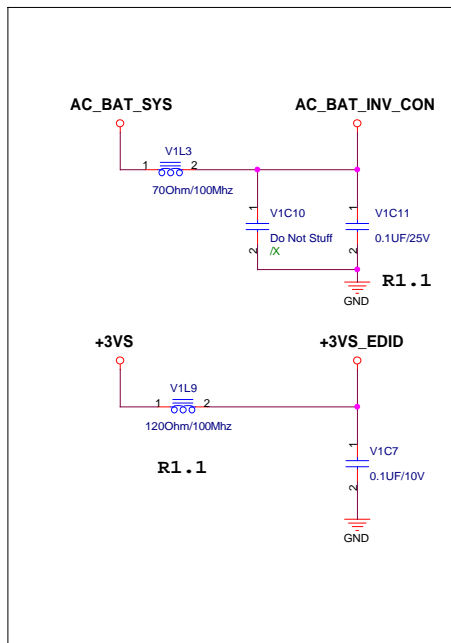 AC_BAT_SYS AC_BAT_INV_CON
V1L3
1 2
70Ohm/100Mhz
1 1
V1C10 V1C11
Do Not Stuff 0.1UF/25V
/X
2 2
R1.1
GND
+3VS +3VS_EDID
V1L9
1 2
120Ohm/100Mhz
1
V1C7
R1.1
0.1UF/10V
2
GND